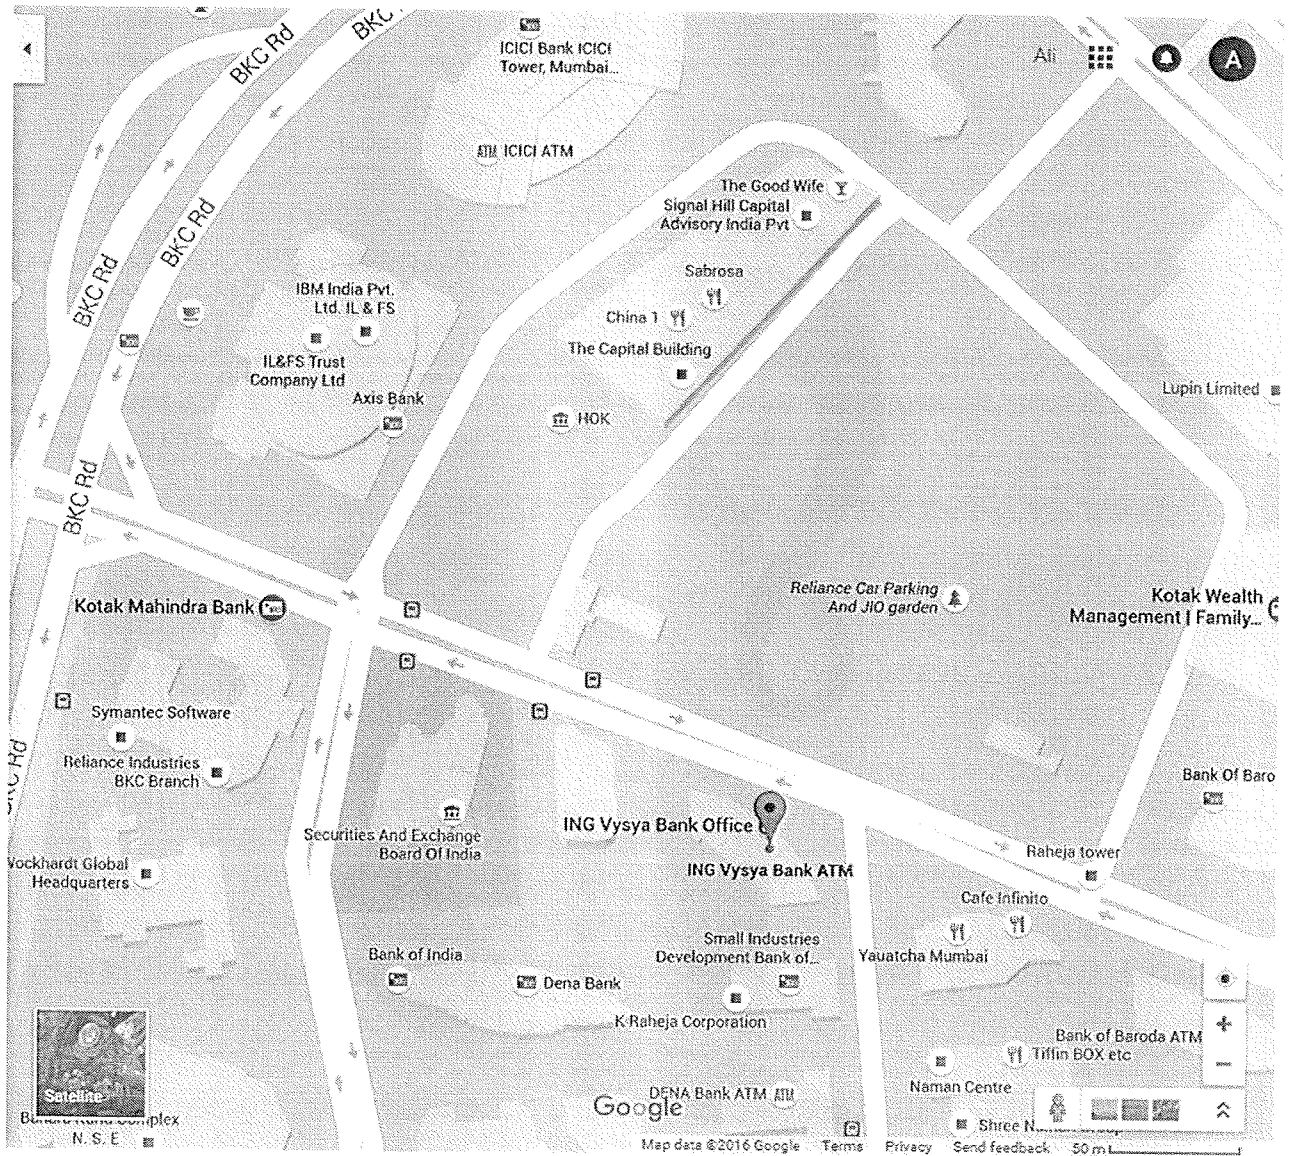 BKC Rd
BKC
ICICI Bank ICICI
Tower, Mumbai...
Ali
A
ATM ICICI ATM
The Good Wife
Signal Hill Capital
Advisory India Pvt
BKC Rd
BKC Rd
Sabrosa
IBM India Pvt.
Ltd. IL & FS
China 1
The Capital Building
IL&FS Trust
Company Ltd
Axis Bank
Lupin Limited
HOK
BKC Rd
Reliance Car Parking
And JIO garden
Kotak Mahindra Bank
Kotak Wealth
Management | Family...
Symantec Software
Reliance Industries
BKC Branch
Bank Of Baro
Securities And Exchange
Board Of India
ING Vysya Bank Office
ING Vysya Bank ATM
Raheja tower
Vockhardt Global
Headquarters
Cafe Infinito
Yauatcha Mumbai
Small Industries
Development Bank of...
Bank of India
Dena Bank
K Raheja Corporation
Bank of Baroda ATM
Tiffin BOX etc
Naman Centre
Satellite
DENA Bank ATM ATM
Google
N. S. E
Map data ©2016 Google Terms Privacy Send feedback 50 m